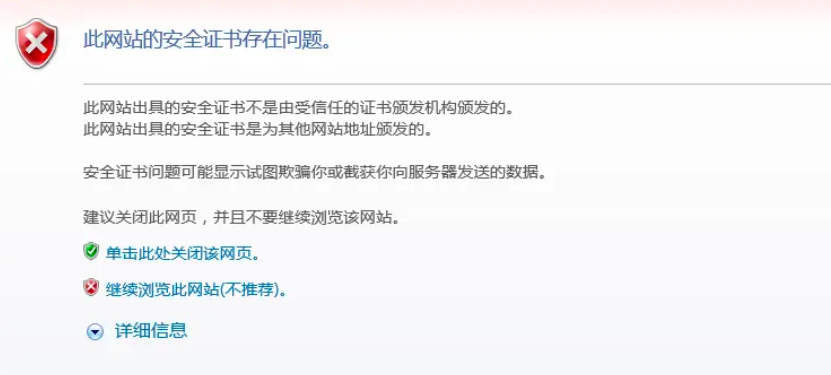 此网站的安全证书存在问题。
此网站出具的安全证书不是由受信任的证书颁发机构颁发的。
此网站出具的安全证书是为其他网站地址颁发的。
安全证书问题可能显示试图欺骗你或截获你向服务器发送的数据。
建议关闭此网页，并且不要继续浏览该网站。
单击此处关闭该网页。
继续浏览此网站(不推荐)。
详细信息